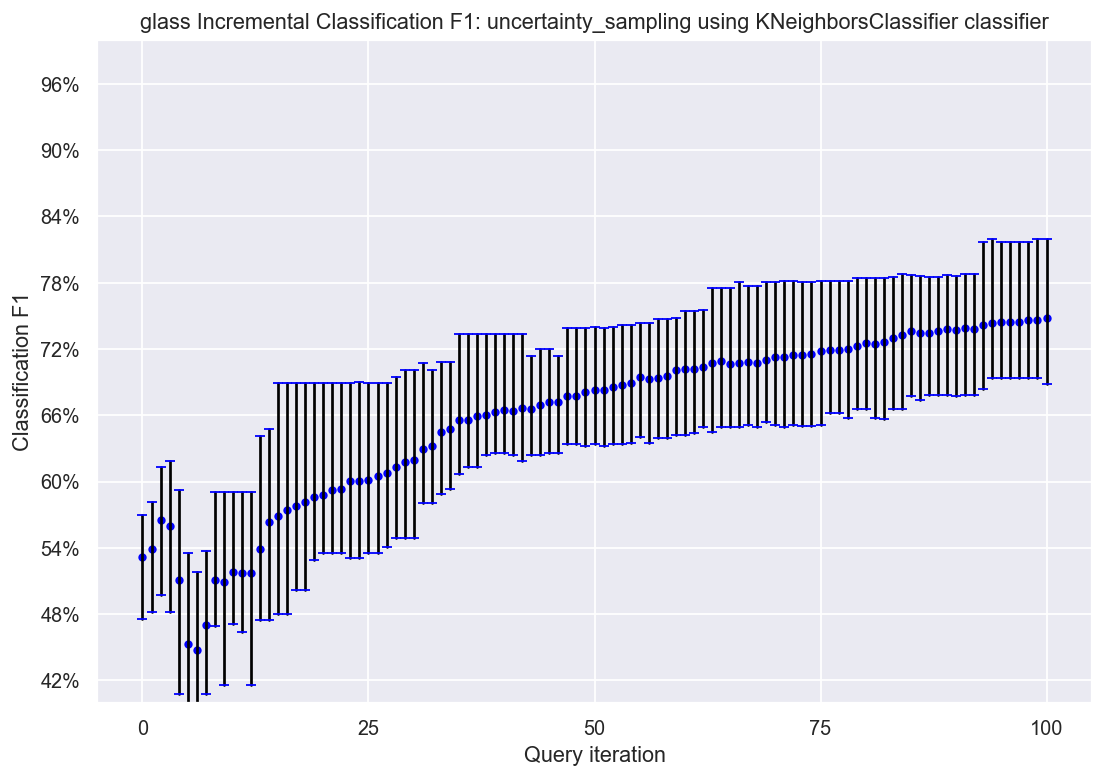 glass Incremental Classification F1: uncertainty_sampling using KNeighborsClassifier classifier
96%
90%
84%
78%
72%
66%
60%
54%
48%
42%
Classification F1
0 25 50 75 100
Query iteration